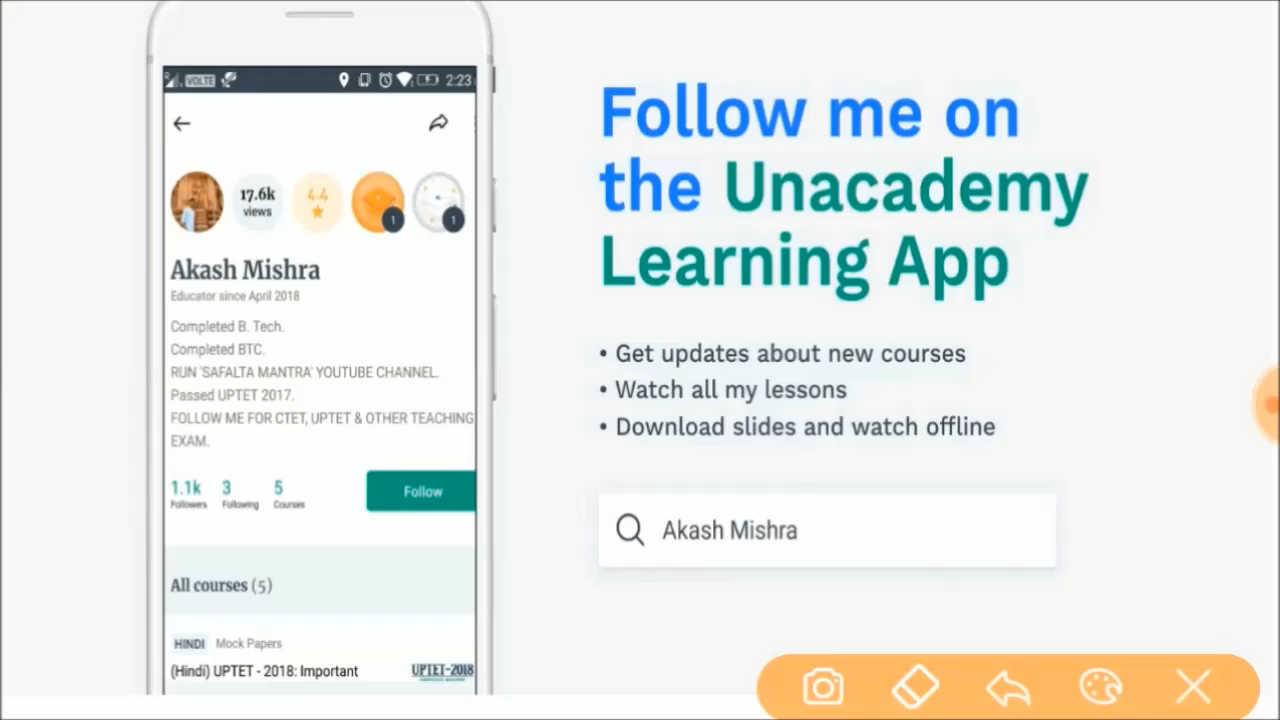 VOLTE
2:23
17.6k
views
4.4
1
1
Akash Mishra
Educator since April 2018
Completed B. Tech.
Completed BTC.
RUN 'SAFALTA MANTRA' YOUTUBE CHANNEL.
Passed UPTET 2017.
FOLLOW ME FOR CTET, UPTET & OTHER TEACHING
EXAM.
1.1k
Followers
3
Following
5
Courses
Follow
All courses (5)
HINDI Mock Papers
(Hindi) UPTET - 2018: Important
UPTET-2018
Follow me on
the Unacademy
Learning App
• Get updates about new courses
• Watch all my lessons
• Download slides and watch offline
Akash Mishra